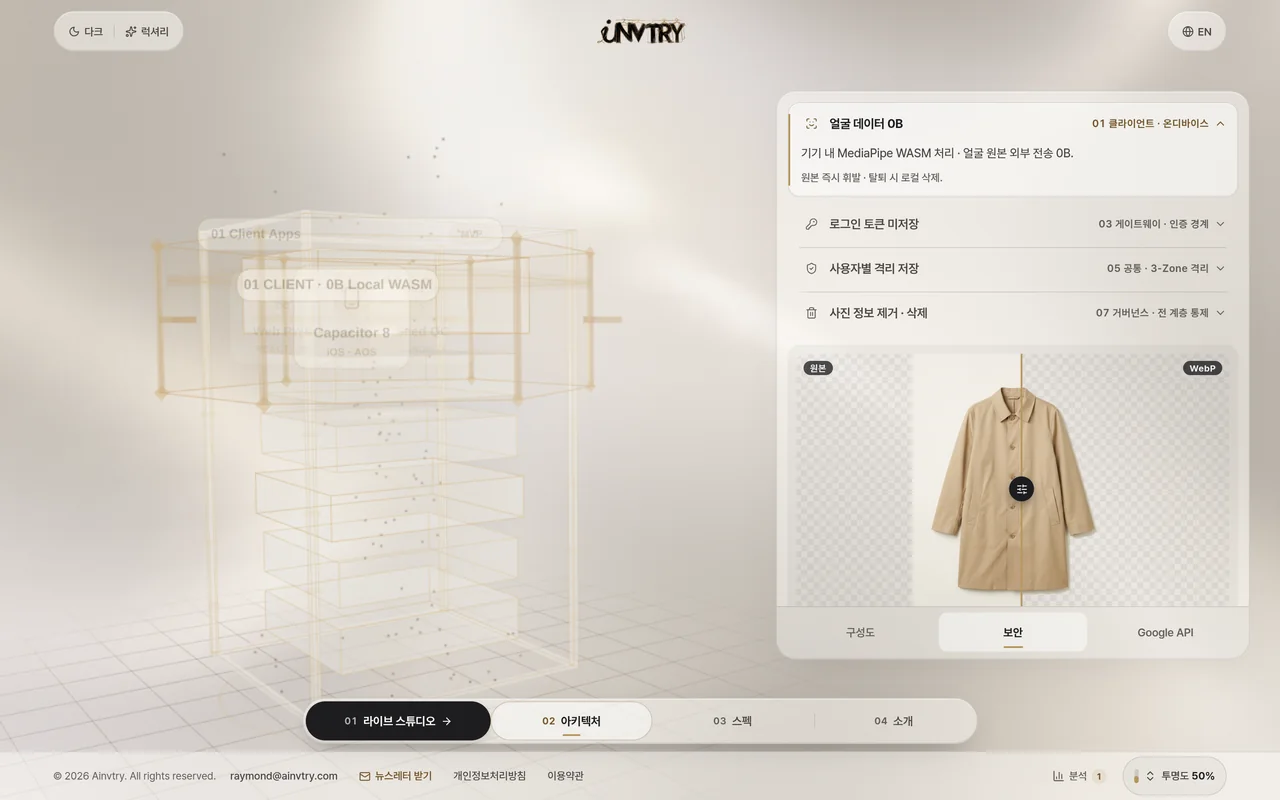 다크
럭셔리
iNVTRY
EN
01 Client Apps
MVP
01 CLIENT · 0B Local WASM
Capacitor 8
iOS · AOS
얼굴 데이터 0B
01 클라이언트 · 온디바이스
기기 내 MediaPipe WASM 처리 · 얼굴 원본 외부 전송 0B.
원본 즉시 휘발 · 탈퇴 시 로컬 삭제.
로그인 토큰 미저장
03 게이트웨이 · 인증 경계
사용자별 격리 저장
05 공통 · 3-Zone 격리
사진 정보 제거 · 삭제
07 거버넌스 · 전 계층 통제
원본
WebP
구성도
보안
Google API
01 라이브 스튜디오 →
02 아키텍처
03 스펙
04 소개
© 2026 Ainvtry. All rights reserved.
raymond@ainvtry.com
뉴스레터 받기
개인정보처리방침
이용약관
분석 1
투명도 50%